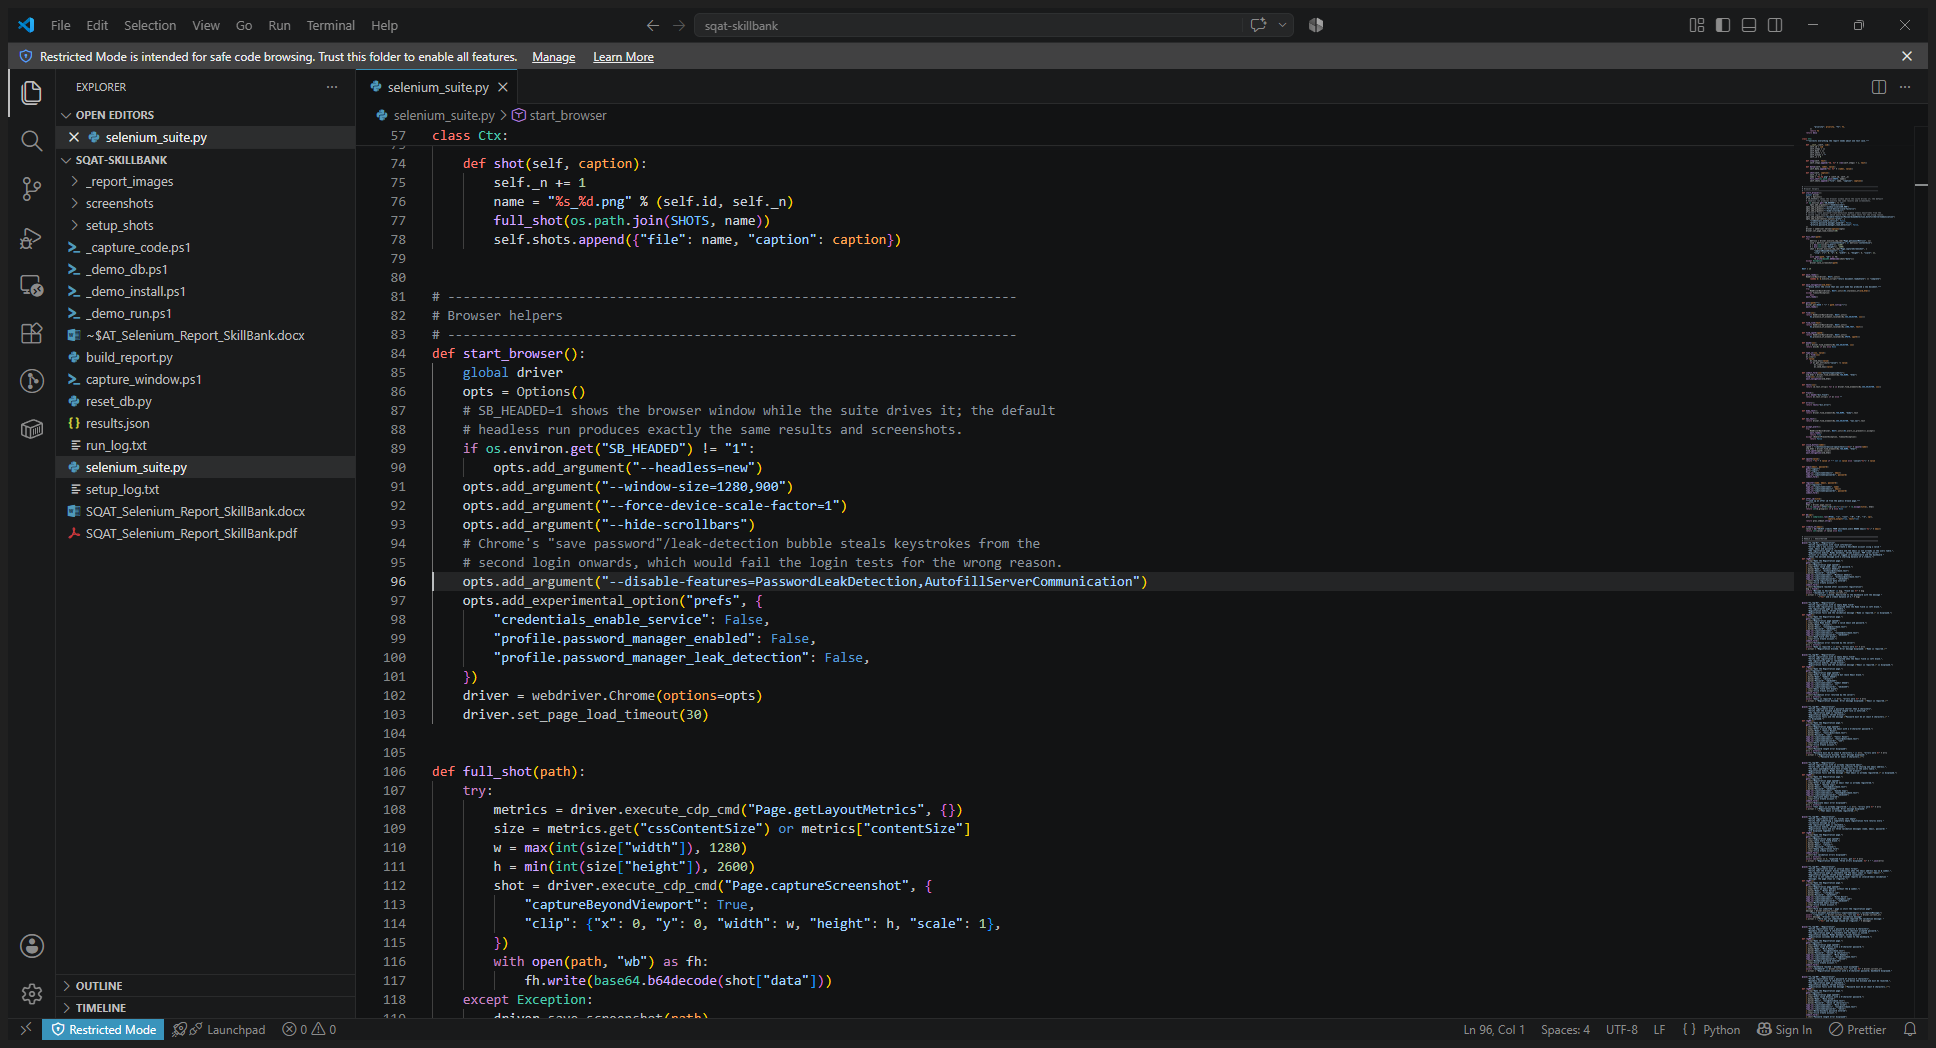 File Edit Selection View Go Run Terminal Help
sqat-skillbank
Restricted Mode is intended for safe code browsing. Trust this folder to enable all features. Manage Learn More
EXPLORER
OPEN EDITORS
selenium_suite.py
SQAT-SKILLBANK
_report_images
screenshots
setup_shots
_capture_code.ps1
_demo_db.ps1
_demo_install.ps1
_demo_run.ps1
~$AT_Selenium_Report_SkillBank.docx
build_report.py
capture_window.ps1
reset_db.py
results.json
run_log.txt
selenium_suite.py
setup_log.txt
SQAT_Selenium_Report_SkillBank.docx
SQAT_Selenium_Report_SkillBank.pdf
OUTLINE
TIMELINE
selenium_suite.py
selenium_suite.py > start_browser
57 class Ctx:
74 def shot(self, caption):
75 self._n += 1
76 name = "%s_%d.png" % (self.id, self._n)
77 full_shot(os.path.join(SHOTS, name))
78 self.shots.append({"file": name, "caption": caption})
79
80
81 # --------------------------------------------------------------------------
82 # Browser helpers
83 # --------------------------------------------------------------------------
84 def start_browser():
85 global driver
86 opts = Options()
87 # SB_HEADED=1 shows the browser window while the suite drives it; the default
88 # headless run produces exactly the same results and screenshots.
89 if os.environ.get("SB_HEADED") != "1":
90 opts.add_argument("--headless=new")
91 opts.add_argument("--window-size=1280,900")
92 opts.add_argument("--force-device-scale-factor=1")
93 opts.add_argument("--hide-scrollbars")
94 # Chrome's "save password"/leak-detection bubble steals keystrokes from the
95 # second login onwards, which would fail the login tests for the wrong reason.
96 opts.add_argument("--disable-features=PasswordLeakDetection,AutofillServerCommunication")
97 opts.add_experimental_option("prefs", {
98 "credentials_enable_service": False,
99 "profile.password_manager_enabled": False,
100 "profile.password_manager_leak_detection": False,
101 })
102 driver = webdriver.Chrome(options=opts)
103 driver.set_page_load_timeout(30)
104
105
106 def full_shot(path):
107 try:
108 metrics = driver.execute_cdp_cmd("Page.getLayoutMetrics", {})
109 size = metrics.get("cssContentSize") or metrics["contentSize"]
110 w = max(int(size["width"]), 1280)
111 h = min(int(size["height"]), 2600)
112 shot = driver.execute_cdp_cmd("Page.captureScreenshot", {
113 "captureBeyondViewport": True,
114 "clip": {"x": 0, "y": 0, "width": w, "height": h, "scale": 1},
115 })
116 with open(path, "wb") as fh:
117 fh.write(base64.b64decode(shot["data"]))
118 except Exception:
Restricted Mode Launchpad 0 0 Ln 96, Col 1 Spaces: 4 UTF-8 LF { } Python Sign In Prettier